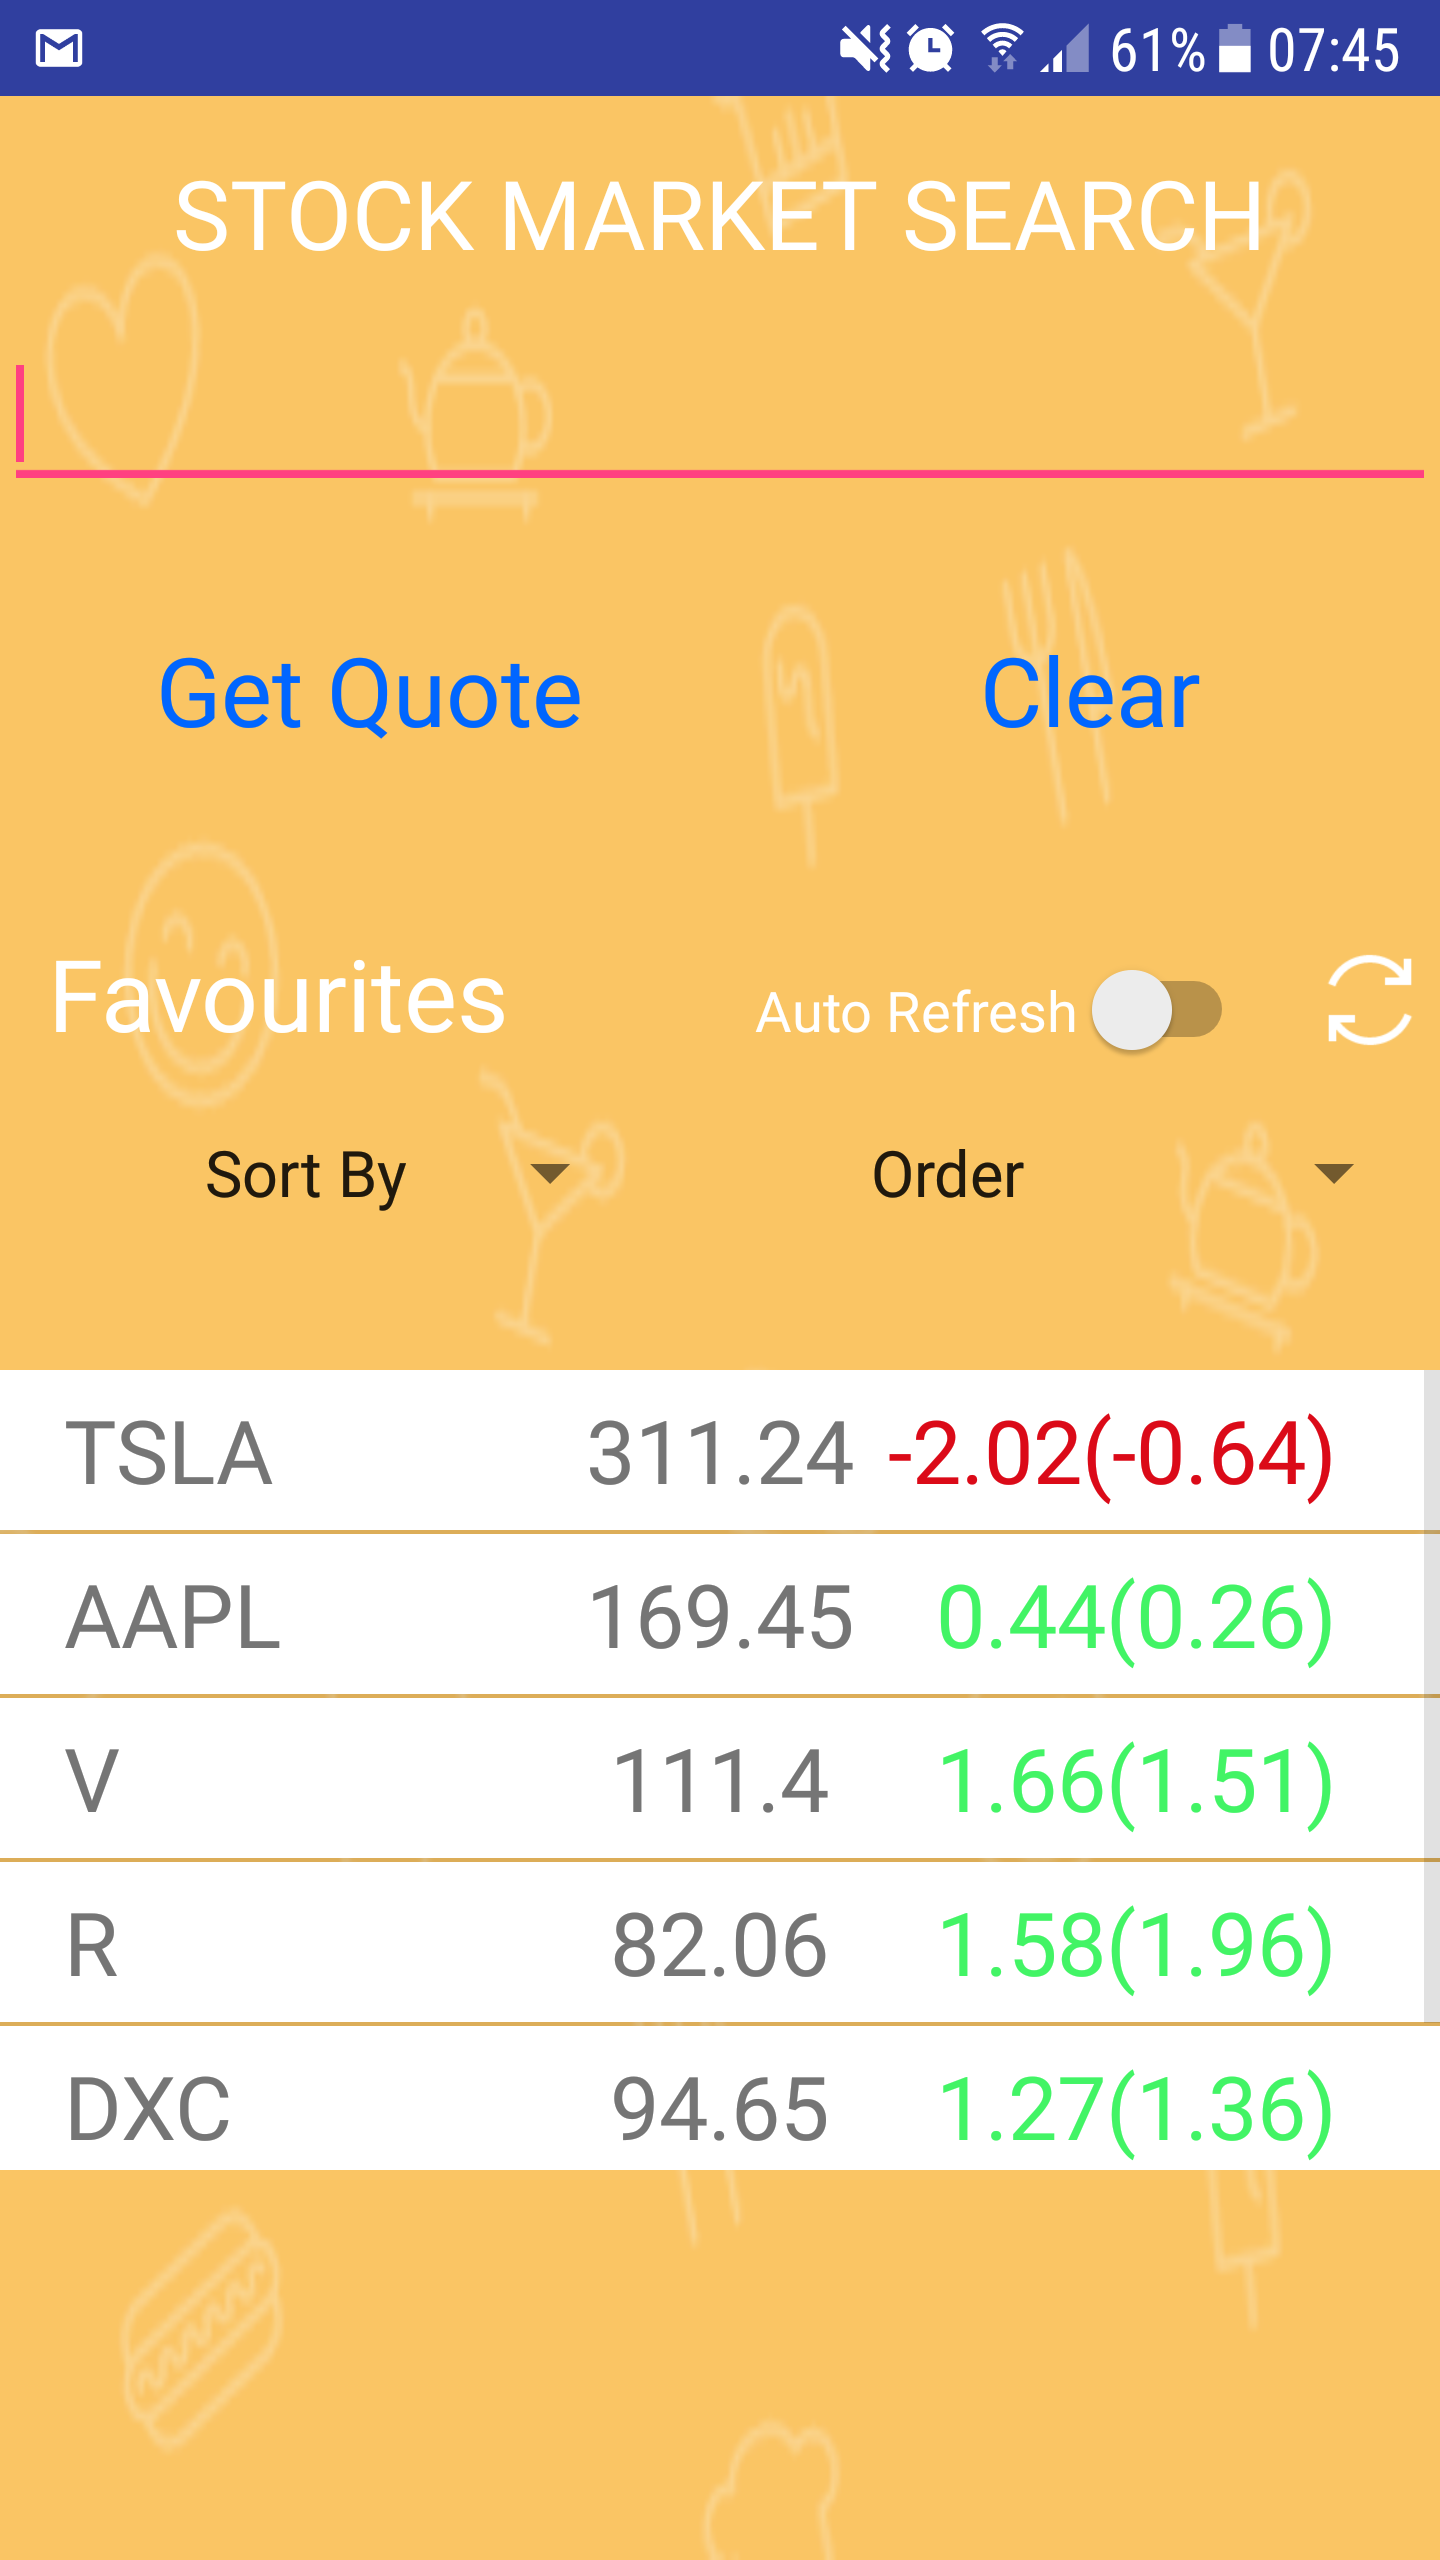 61% 07:45
STOCK MARKET SEARCH
Get Quote Clear
Favourites Auto Refresh
Sort By Order
TSLA 311.24 -2.02(-0.64)
AAPL 169.45 0.44(0.26)
V 111.4 1.66(1.51)
R 82.06 1.58(1.96)
DXC 94.65 1.27(1.36)